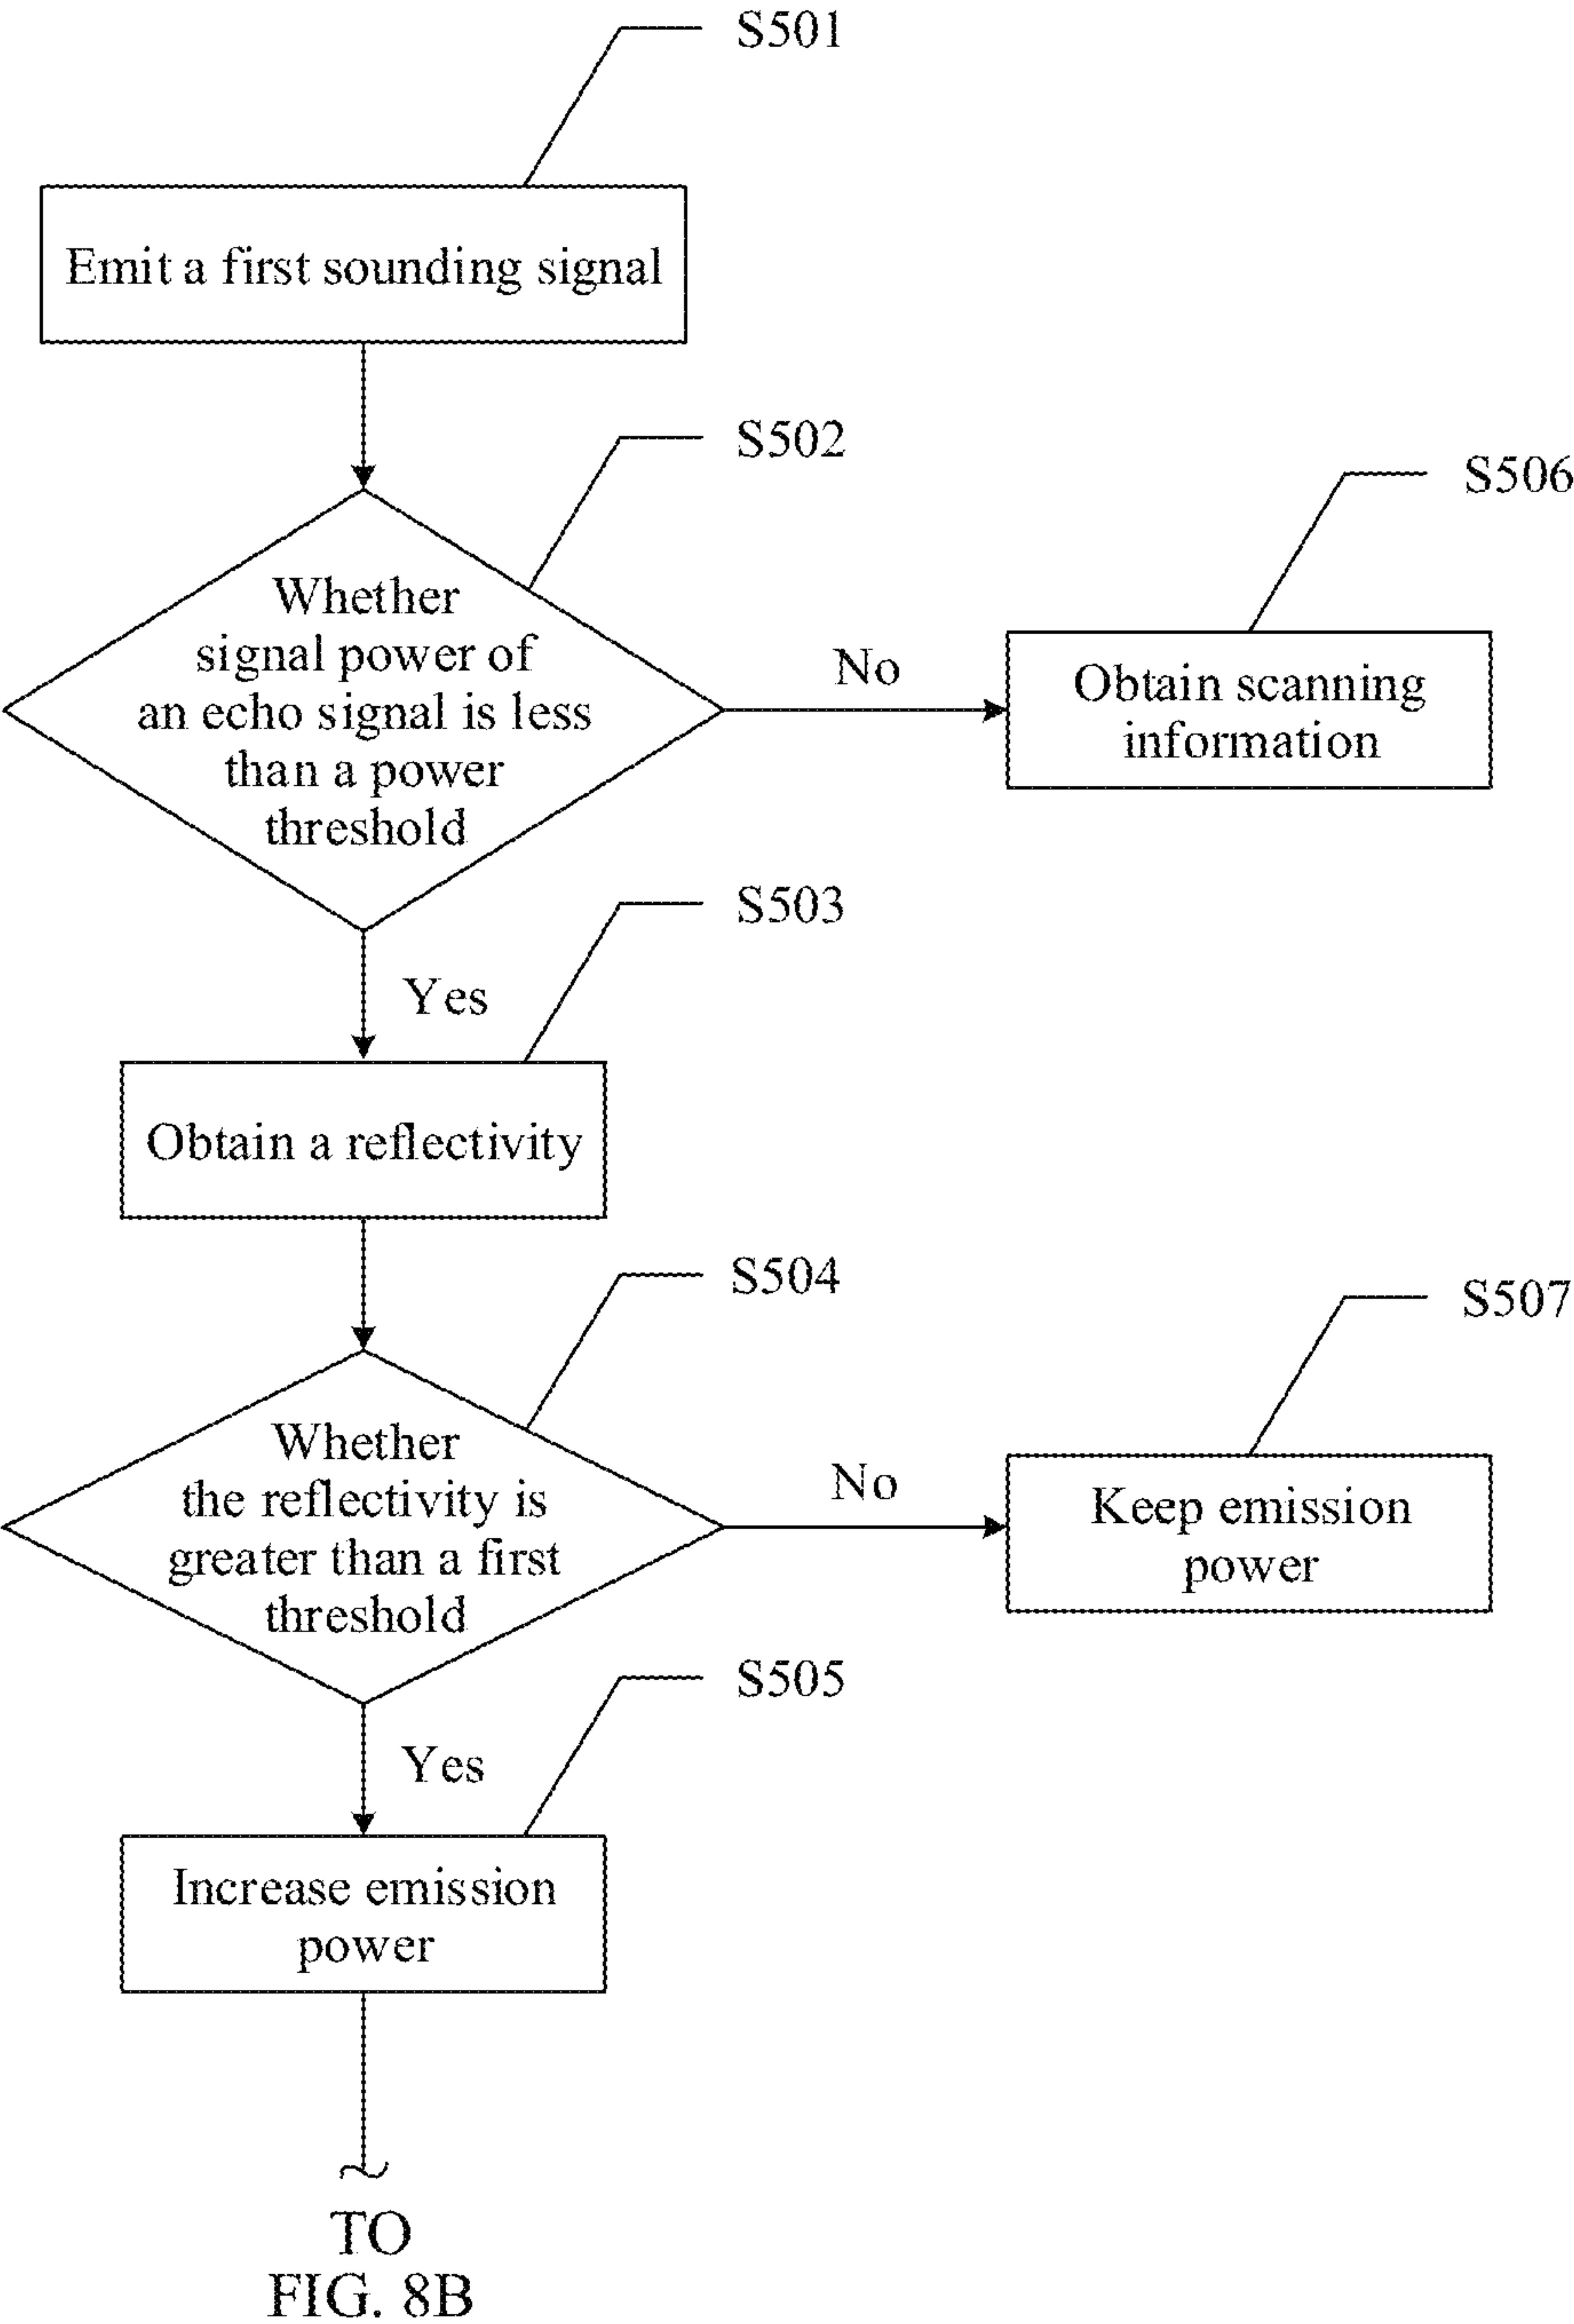 S501
Emit a first sounding signal
S502
S506
Whether
signal power of
an echo signal is less
than a power
threshold
No
Obtain scanning
information
S503
Yes
Obtain a reflectivity
S504
S507
Whether
the reflectivity is
greater than a first
threshold
No
Keep emission
power
S505
Yes
Increase emission
power
TO
FIG. 8B